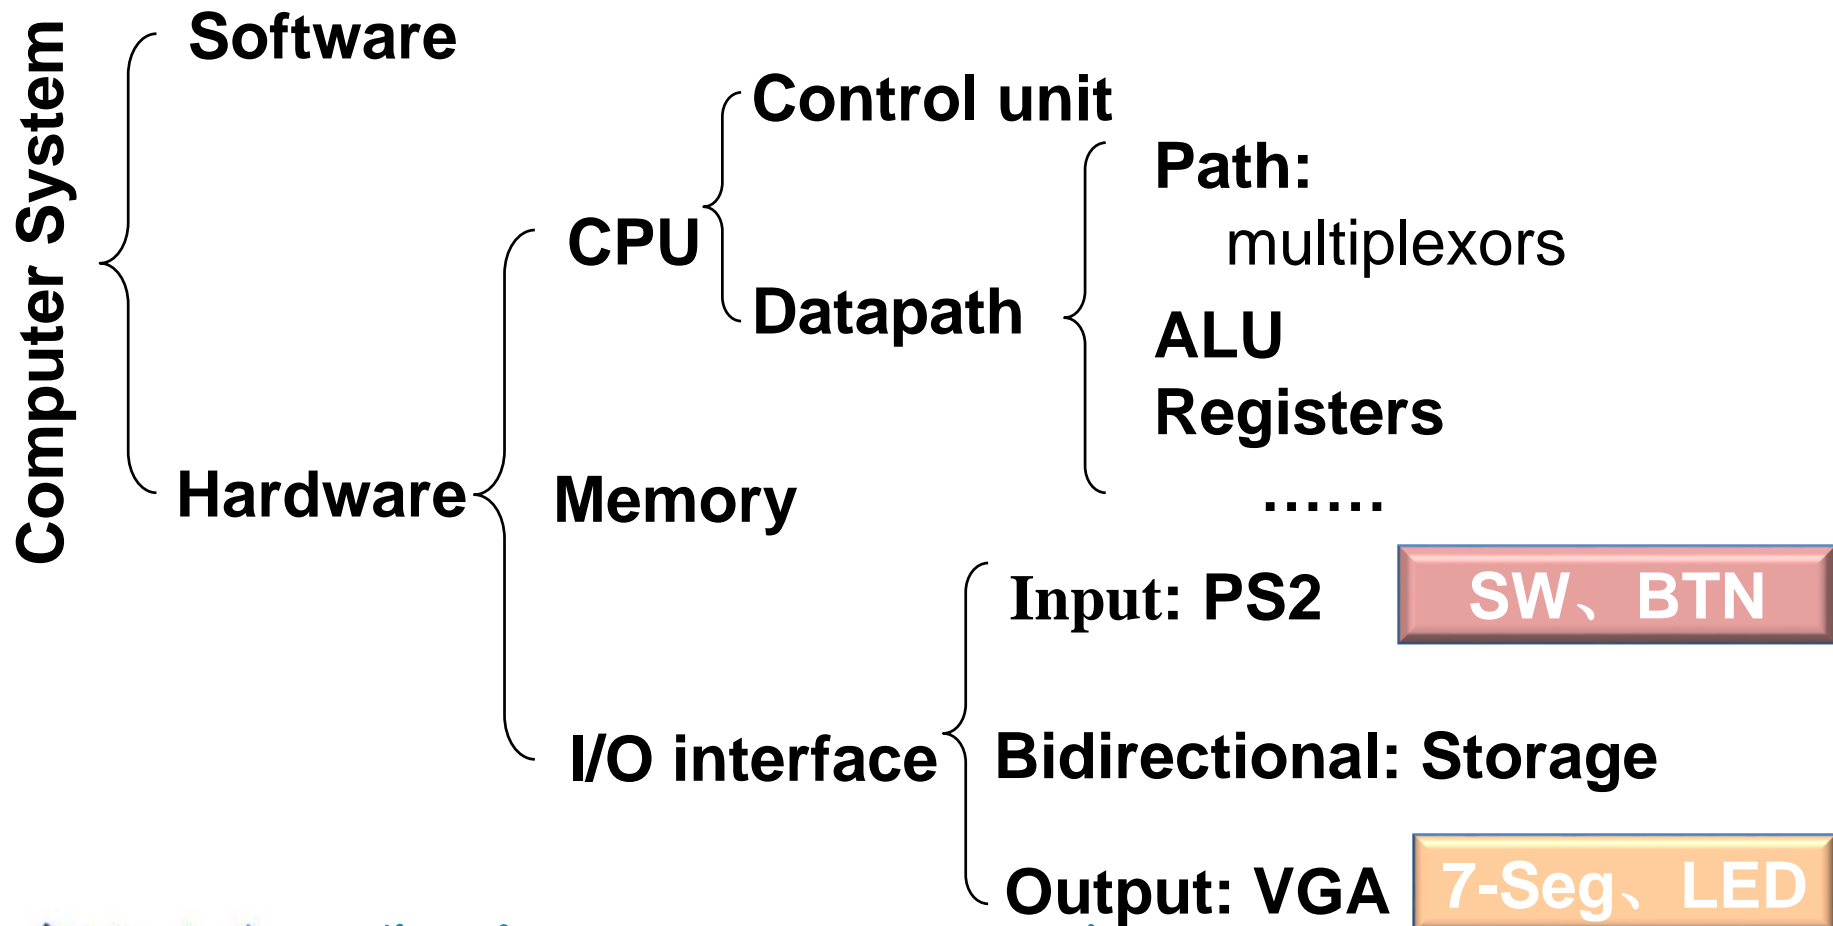 Computer System
Software
Control unit
Path:
multiplexors
CPU
Datapath
ALU
Registers
Hardware
Memory
......
Input: PS2
SW、BTN
I/O interface
Bidirectional: Storage
Output: VGA
7-Seg、LED